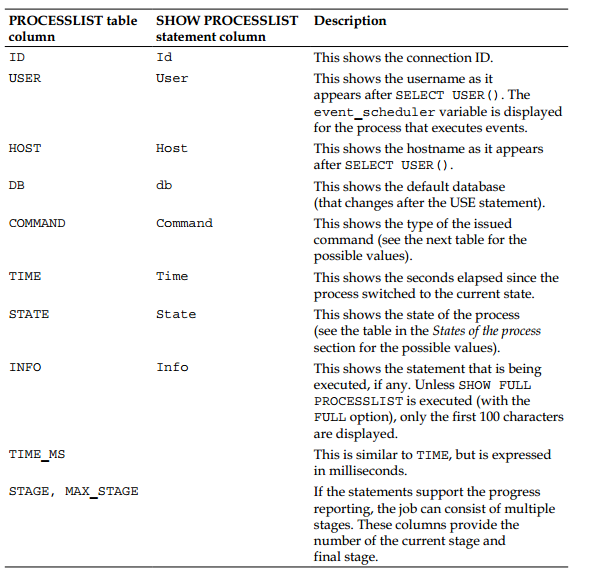 PROCESSLIST table column SHOW PROCESSLIST statement column Description
ID Id This shows the connection ID.
USER User This shows the username as it
appears after SELECT USER(). The
event_scheduler variable is displayed
for the process that executes events.
HOST Host This shows the hostname as it appears
after SELECT USER().
DB db This shows the default database
(that changes after the USE statement).
COMMAND Command This shows the type of the issued
command (see the next table for the
possible values).
TIME Time This shows the seconds elapsed since the
process switched to the current state.
STATE State This shows the state of the process
(see the table in the States of the process
section for the possible values).
INFO Info This shows the statement that is being
executed, if any. Unless SHOW FULL
PROCESSLIST is executed (with the
FULL option), only the first 100 characters
are displayed.
TIME_MS This is similar to TIME, but is expressed
in milliseconds.
STAGE, MAX_STAGE If the statements support the progress
reporting, the job can consist of multiple
stages. These columns provide the
number of the current stage and
final stage.